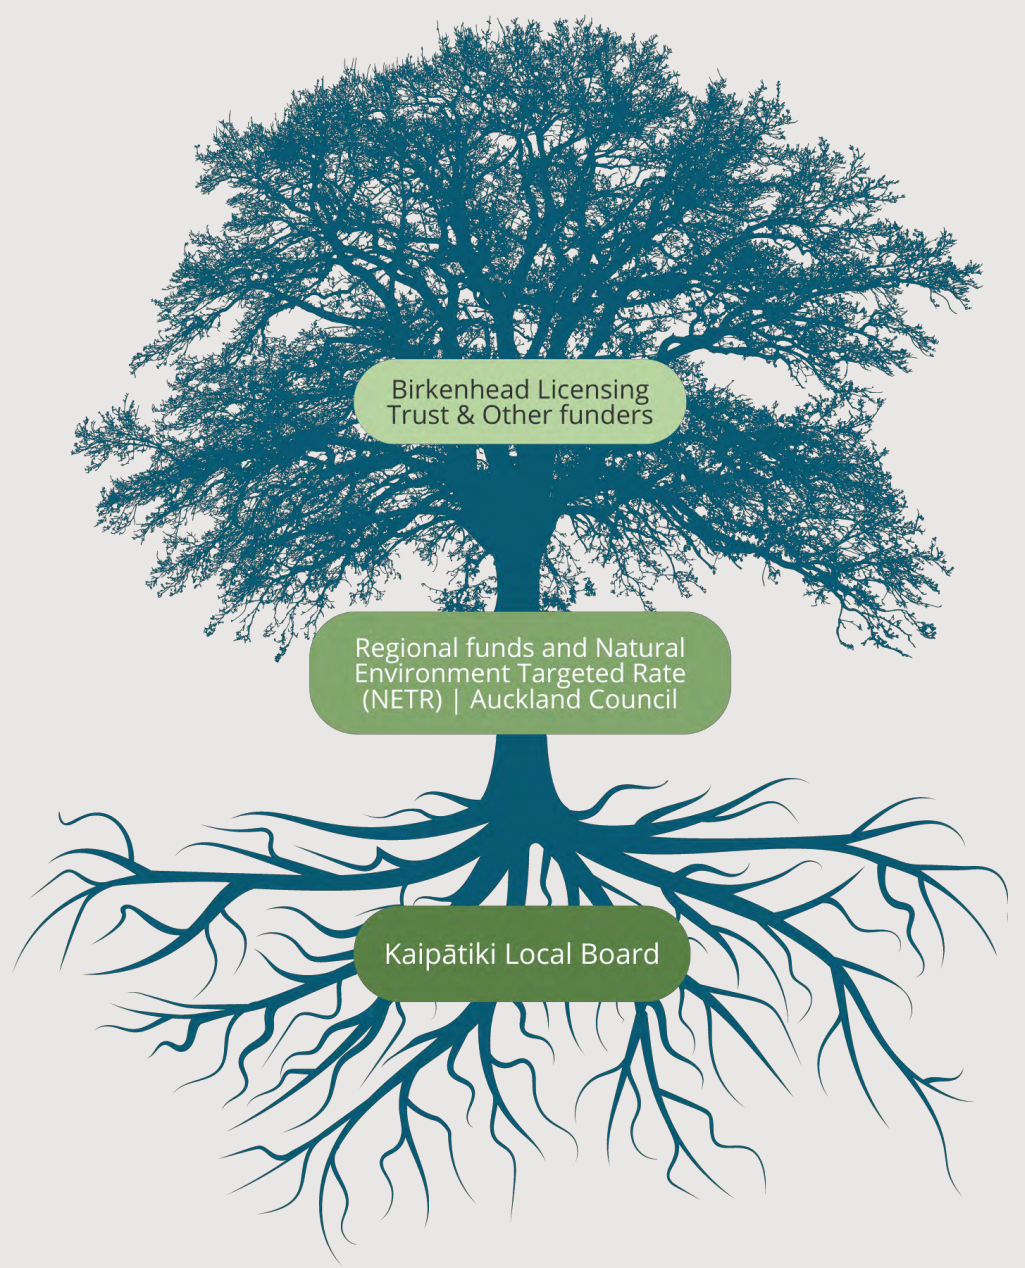 Birkenhead Licensing
Trust & Other funders
Regional funds and Natural
Environment Targeted Rate
(NETR) | Auckland Council
Kaipātiki Local Board